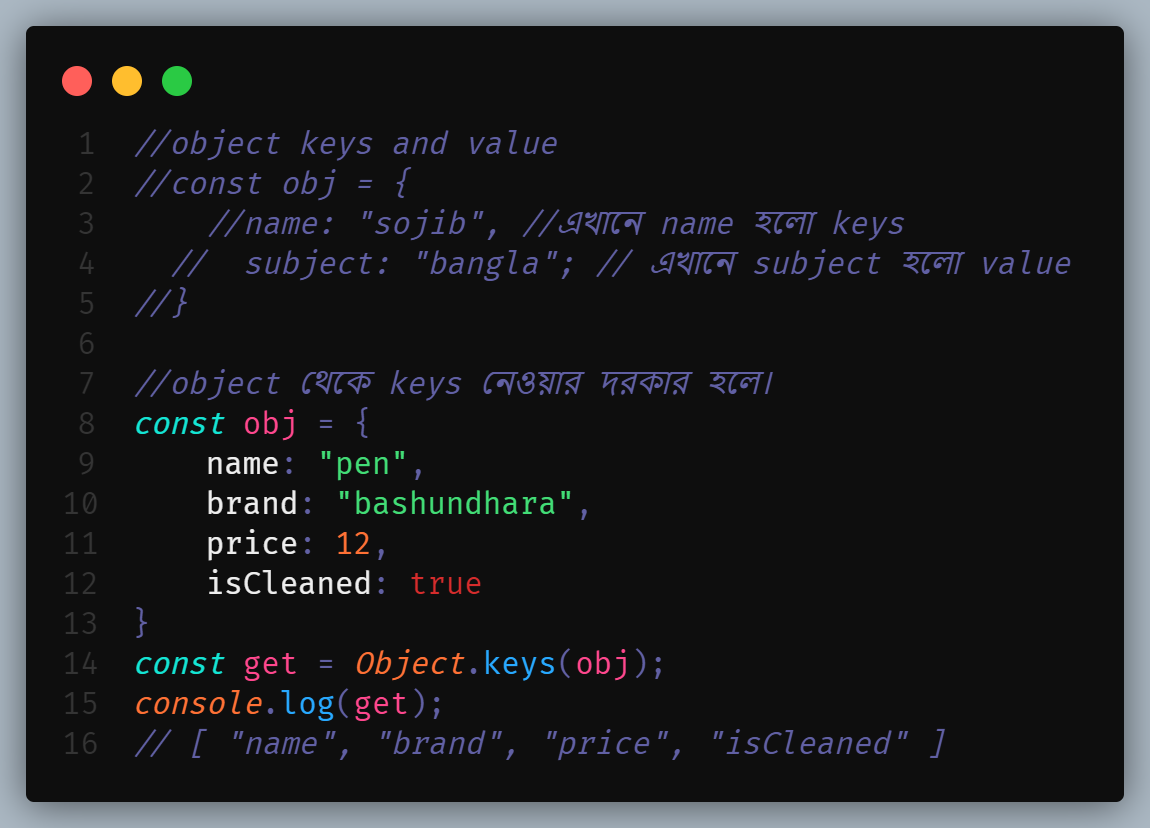 1 //object keys and value
2 //const obj = {
3     //name: "sojib", //এখানে name হলো keys
4   //  subject: "bangla"; // এখানে subject হলো value
5 //}
6
7 //object থেকে keys নেওয়ার দরকার হলে।
8 const obj = {
9     name: "pen",
10     brand: "bashundhara",
11     price: 12,
12     isCleaned: true
13 }
14 const get = Object.keys(obj);
15 console.log(get);
16 // [ "name", "brand", "price", "isCleaned" ]